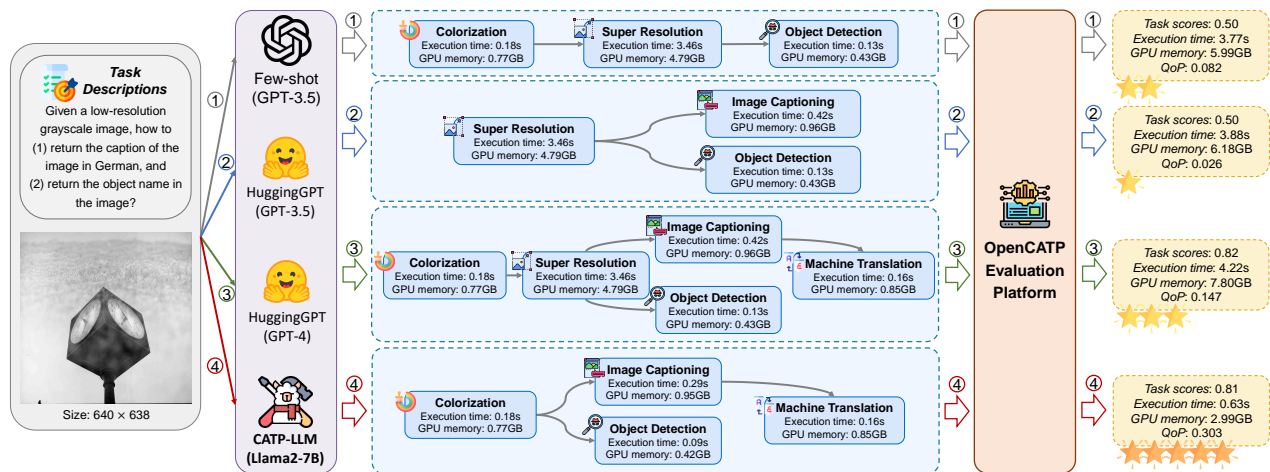 Task
Descriptions
Given a low-resolution
grayscale image, how to
(1) return the caption of the
image in German, and
(2) return the object name in
the image?
Size: 640 × 638
①
②
③
④
Few-shot
(GPT-3.5)
HuggingGPT
(GPT-3.5)
HuggingGPT
(GPT-4)
CATP-LLM
(Llama2-7B)
①
Colorization
Execution time: 0.18s
GPU memory: 0.77GB
Super Resolution
Execution time: 3.46s
GPU memory: 4.79GB
Object Detection
Execution time: 0.13s
GPU memory: 0.43GB
①
②
Super Resolution
Execution time: 3.46s
GPU memory: 4.79GB
Image Captioning
Execution time: 0.42s
GPU memory: 0.96GB
Object Detection
Execution time: 0.13s
GPU memory: 0.43GB
②
③
Colorization
Execution time: 0.18s
GPU memory: 0.77GB
Super Resolution
Execution time: 3.46s
GPU memory: 4.79GB
Image Captioning
Execution time: 0.42s
GPU memory: 0.96GB
Object Detection
Execution time: 0.13s
GPU memory: 0.43GB
Machine Translation
Execution time: 0.16s
GPU memory: 0.85GB
③
④
Colorization
Execution time: 0.18s
GPU memory: 0.77GB
Image Captioning
Execution time: 0.29s
GPU memory: 0.95GB
Object Detection
Execution time: 0.09s
GPU memory: 0.42GB
Machine Translation
Execution time: 0.16s
GPU memory: 0.85GB
④
OpenCATP
Evaluation
Platform
①
Task scores: 0.50
Execution time: 3.77s
GPU memory: 5.99GB
QoP: 0.082
②
Task scores: 0.50
Execution time: 3.88s
GPU memory: 6.18GB
QoP: 0.026
③
Task scores: 0.82
Execution time: 4.22s
GPU memory: 7.80GB
QoP: 0.147
④
Task scores: 0.81
Execution time: 0.63s
GPU memory: 2.99GB
QoP: 0.303